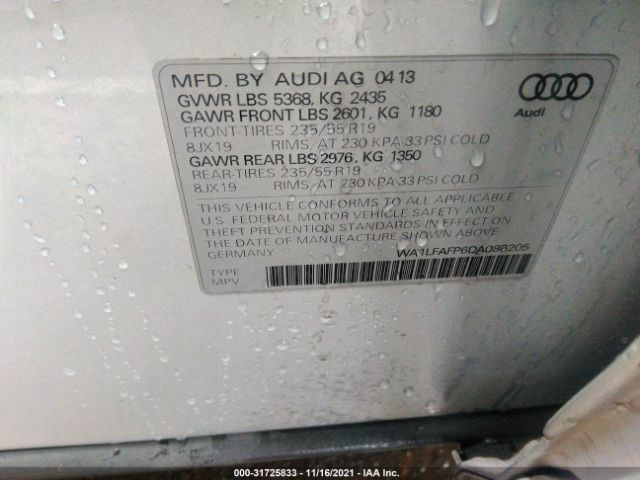 MFD. BY AUDI AG 04 13
GVWR LBS 5368, KG 2435
GAWR FRONT LBS 2601, KG 1180
FRONT-TIRES 235/55 R19
8JX19 RIMS, AT 230 KPA 33 PSI COLD
GAWR REAR LBS 2976, KG 1350
REAR-TIRES 235/55 R19
8JX19 RIMS, AT 230 KPA 33 PSI COLD
THIS VEHICLE CONFORMS TO ALL APPLICABLE
U.S. FEDERAL MOTOR VEHICLE SAFETY AND
THEFT PREVENTION STANDARDS IN EFFECT ON
THE DATE OF MANUFACTURE SHOWN ABOVE
GERMANY
WA1LFAFP6DA086205
TYPE
MPV
Audi
000-31725833 - 11/16/2021 - IAA Inc.